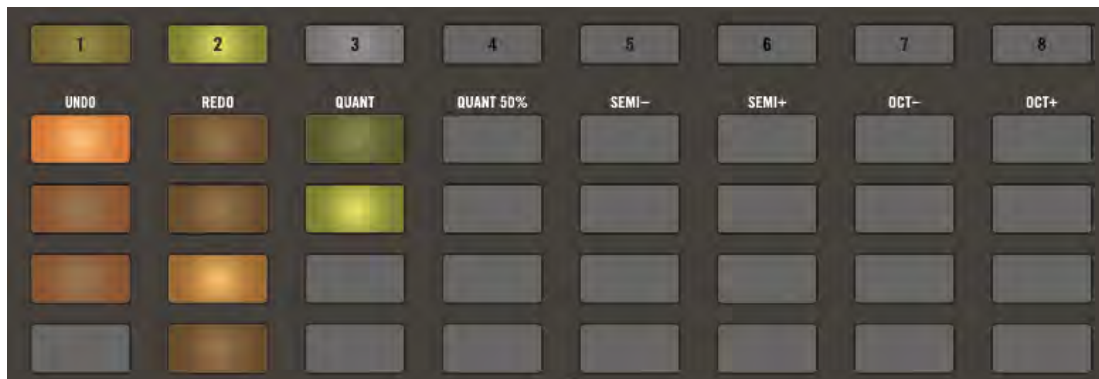 1 2 3 4 5 6 7 8
UNDO REDO QUANT QUANT 50% SEMI− SEMI+ OCT− OCT+